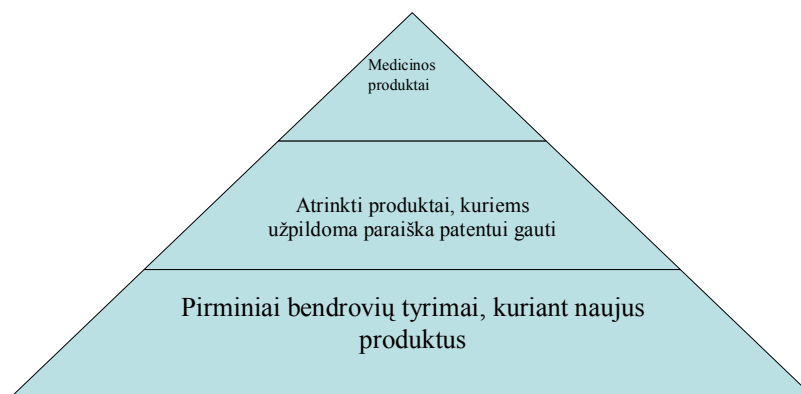 Medicinos
produktai
Atrinkti produktai, kuriems
užpildoma paraiška patentui gauti
Pirminiai bendrovių tyrimai, kuriant naujus
produktus